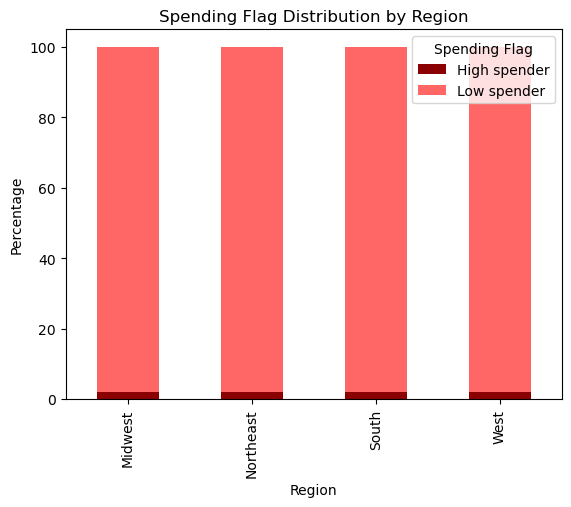 Spending Flag Distribution by Region
Spending Flag
High spender
Low spender
Percentage
100
80
60
40
20
0
Midwest
Northeast
South
West
Region